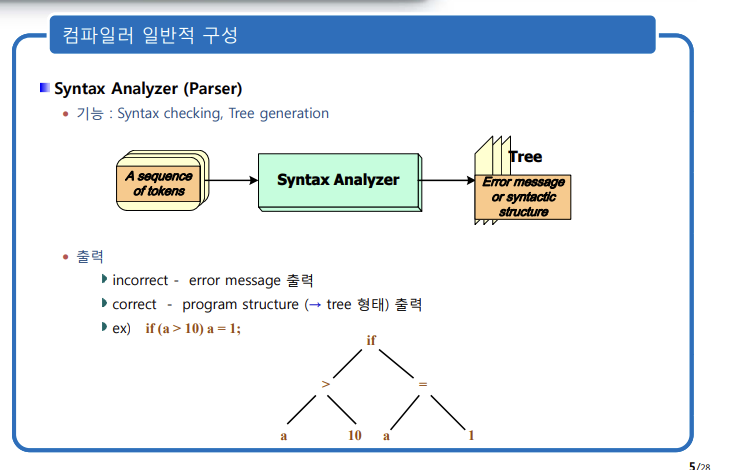 컴파일러 일반적 구성
Syntax Analyzer (Parser)
기능 : Syntax checking, Tree generation
A sequence
of tokens
Syntax Analyzer
Tree
Error message
or syntactic
structure
출력
incorrect - error message 출력
correct - program structure (→ tree 형태) 출력
ex) if (a > 10) a = 1;
if
> =
a 10 a 1
5/28